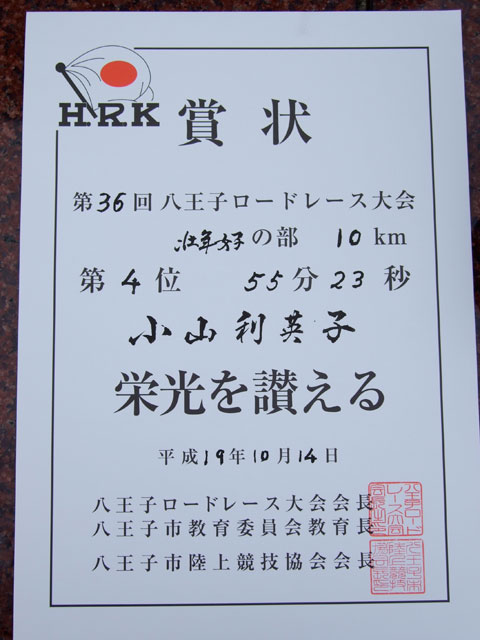 HRK
賞状
第36回 八王子ロードレース大会
壮年女子の部 10km
第4位 55分23秒
小山利英子
栄光を讃える
平成19年10月14日
八王子ロードレース大会会長
八王子市教育委員会教育長
八王子市陸上競技協会会長